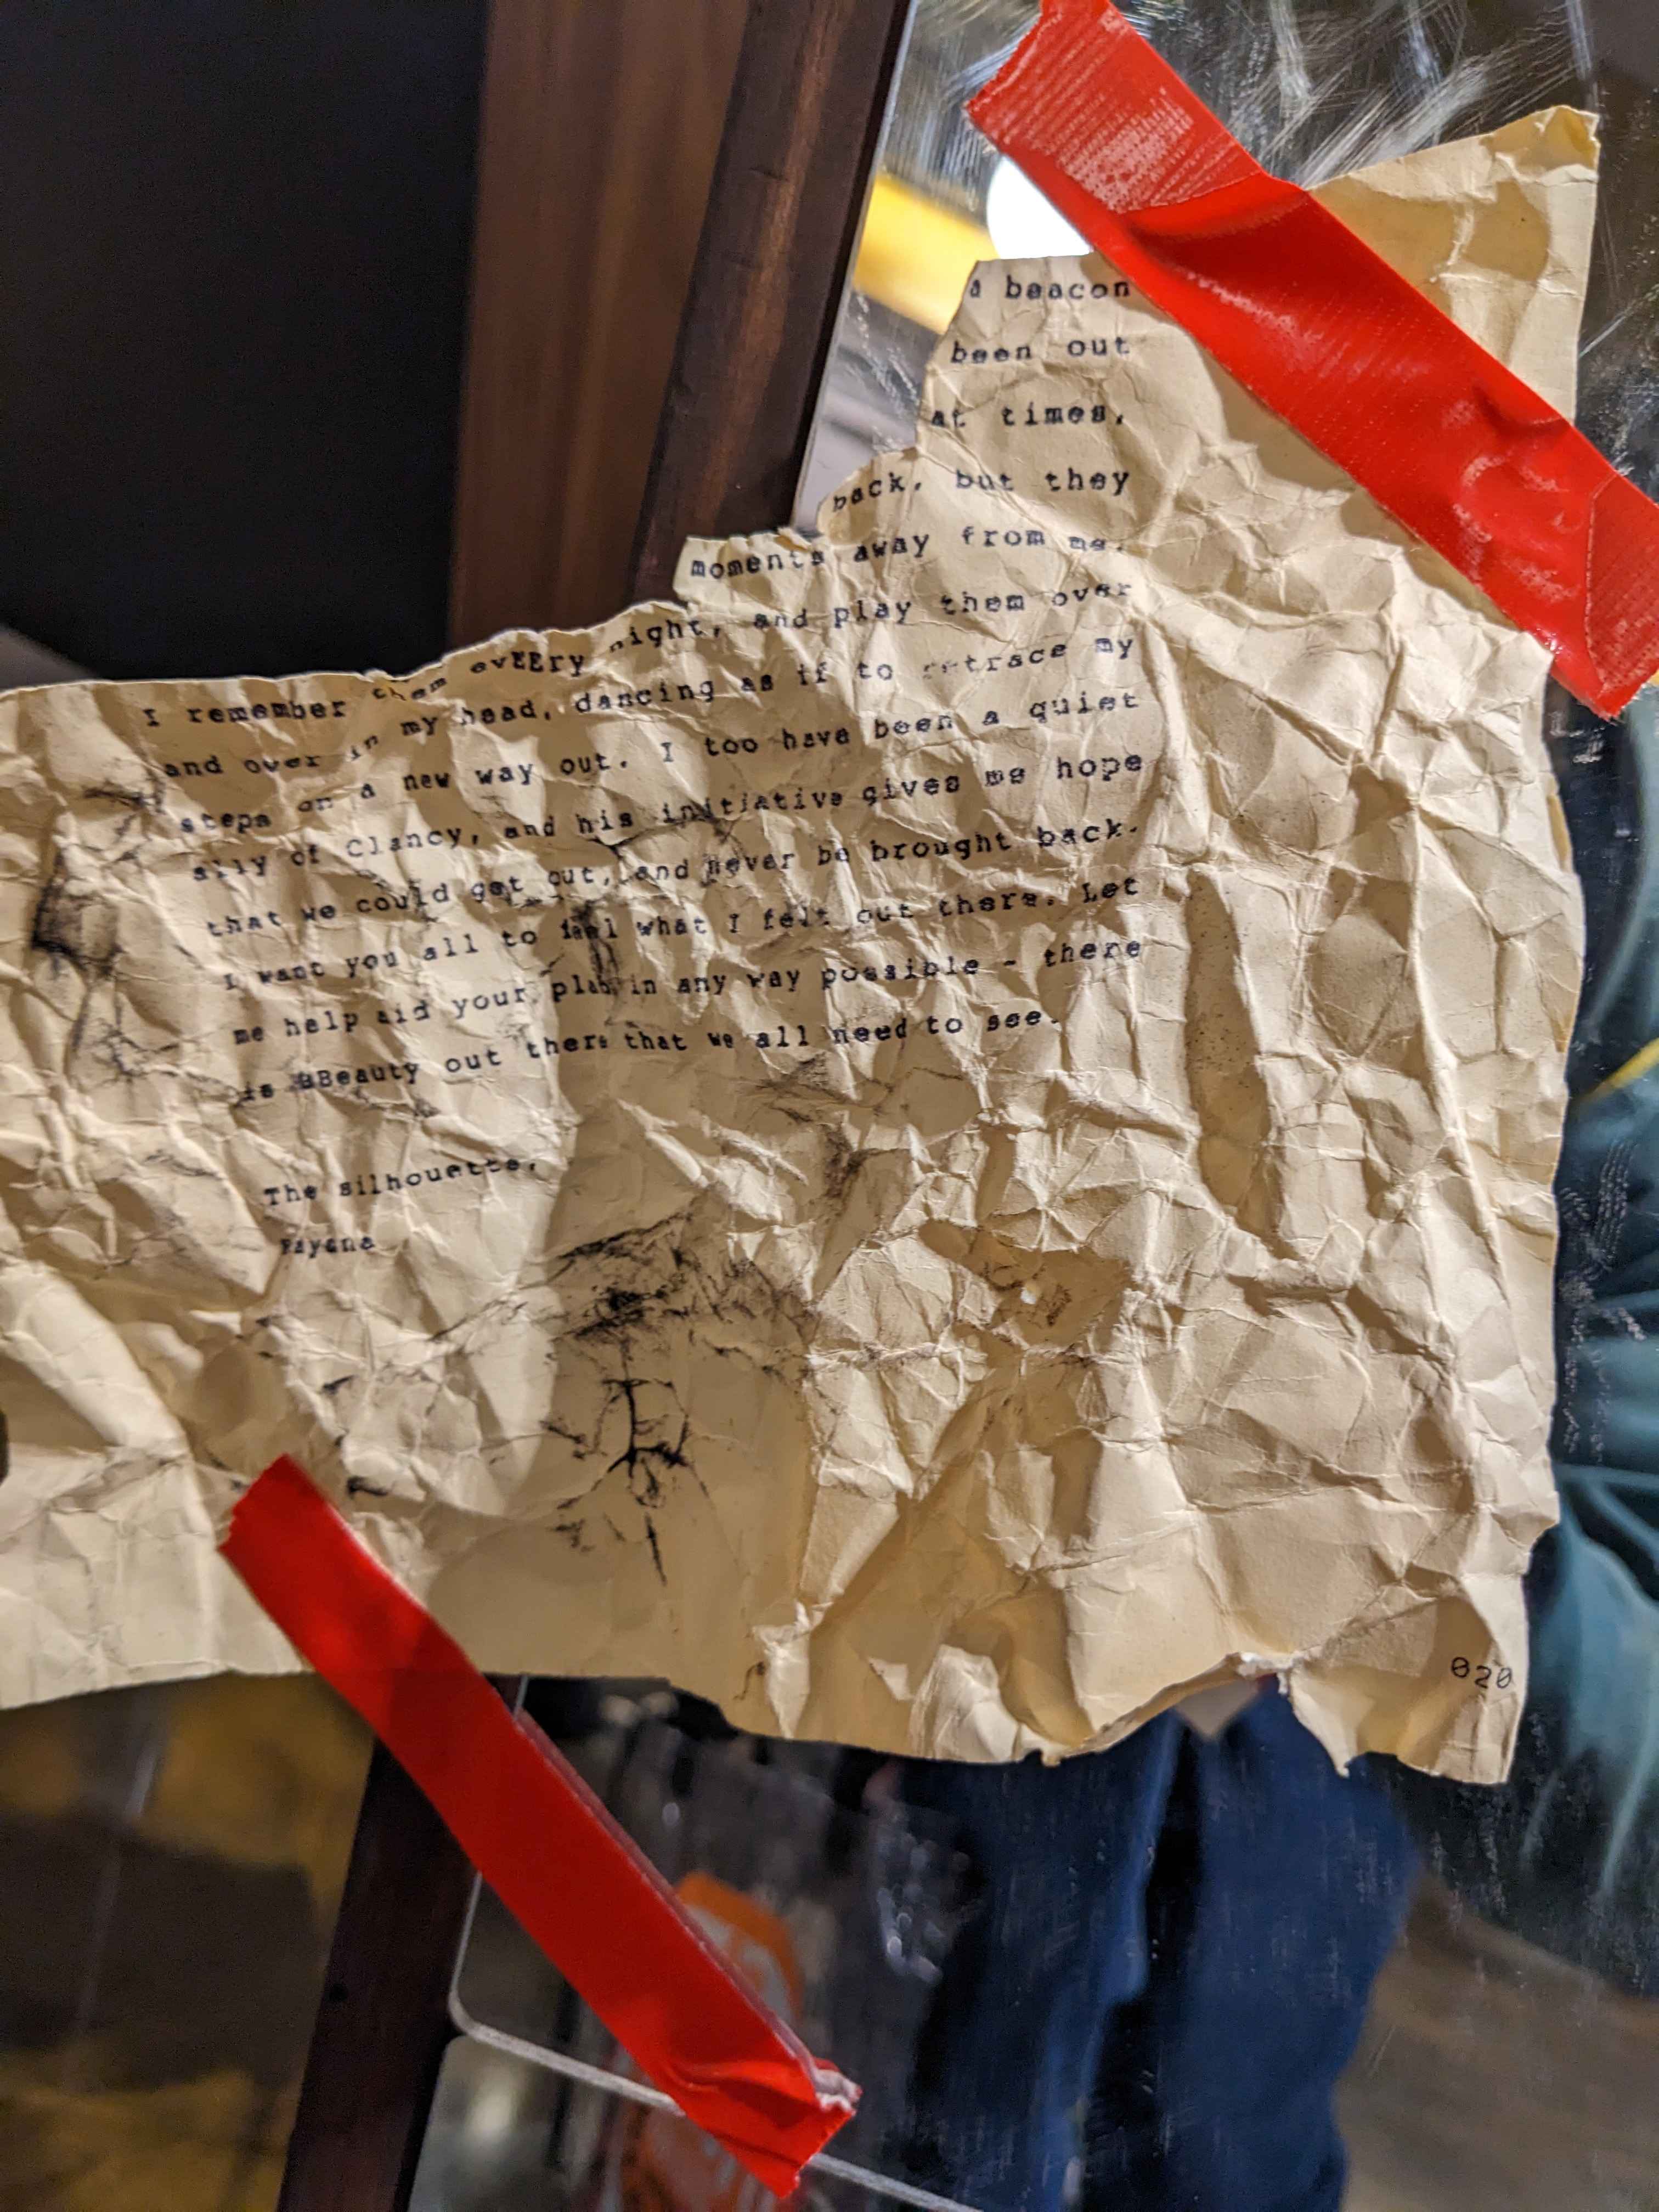 a beacon
been out
at times,
back, but they
moments away from me.
I remember them evEEry night, and play them over
and over in my head, dancing as if to retrace my
steps on a new way out. I too have been a quiet
ally of Clancy, and his initiative gives me hope
that we could get out, and never be brought back.
I want you all to feel what I felt out there. Let
me help aid your plan in any way possible - there
is BBeauty out there that we all need to see.
The silhouette,
020